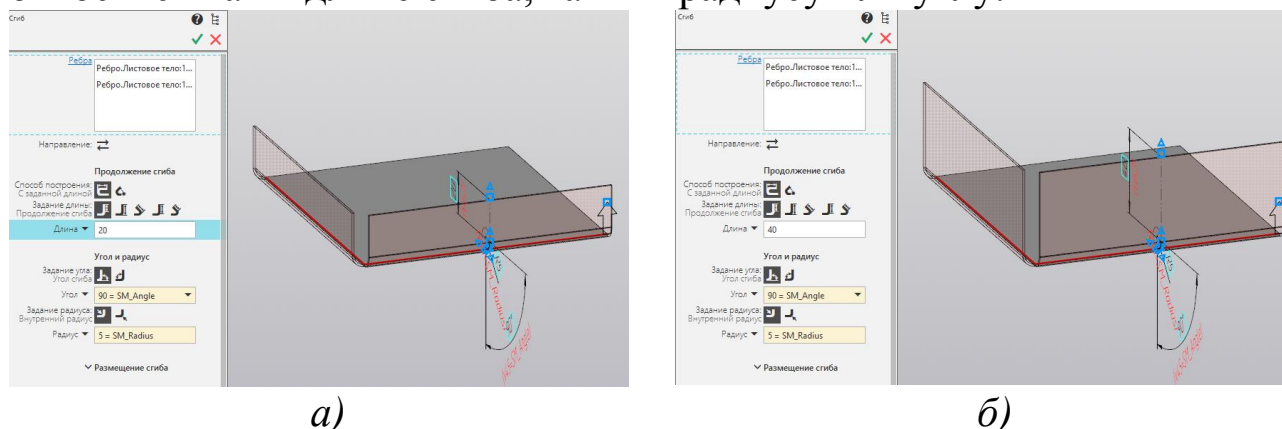 Сгиб
Ребра
Ребро.Листовое тело:1...
Ребро.Листовое тело:1...
Направление:
Продолжение сгиба
Способ построения:
С заданной длиной
Задание длины:
Продолжение сгиба
Длина
20
Угол и радиус
Задание угла:
Угол сгиба
Угол
90 = SM_Angle
Задание радиуса:
Внутренний радиус
Радиус
5 = SM_Radius
Размещение сгиба
а)
Сгиб
Ребра
Ребро.Листовое тело:1...
Ребро.Листовое тело:1...
Направление:
Продолжение сгиба
Способ построения:
С заданной длиной
Задание длины:
Продолжение сгиба
Длина
40
Угол и радиус
Задание угла:
Угол сгиба
Угол
90 = SM_Angle
Задание радиуса:
Внутренний радиус
Радиус
5 = SM_Radius
Размещение сгиба
б)